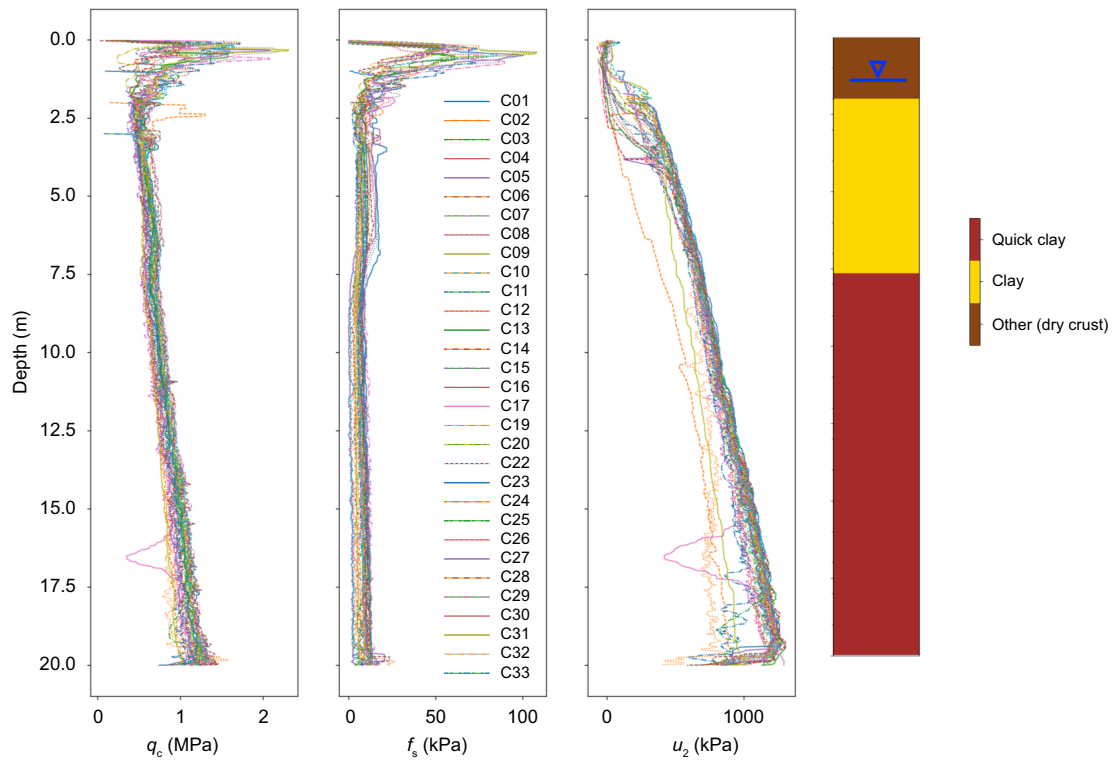 0.0
2.5
5.0
7.5
10.0
12.5
15.0
17.5
20.0
Depth (m)
0
1
2
q_c (MPa)
0
50
100
f_s (kPa)
C01
C02
C03
C04
C05
C06
C07
C08
C09
C10
C11
C12
C13
C14
C15
C16
C17
C19
C20
C22
C23
C24
C25
C26
C27
C28
C29
C30
C31
C32
C33
0
1000
u_2 (kPa)
Quick clay
Clay
Other (dry crust)